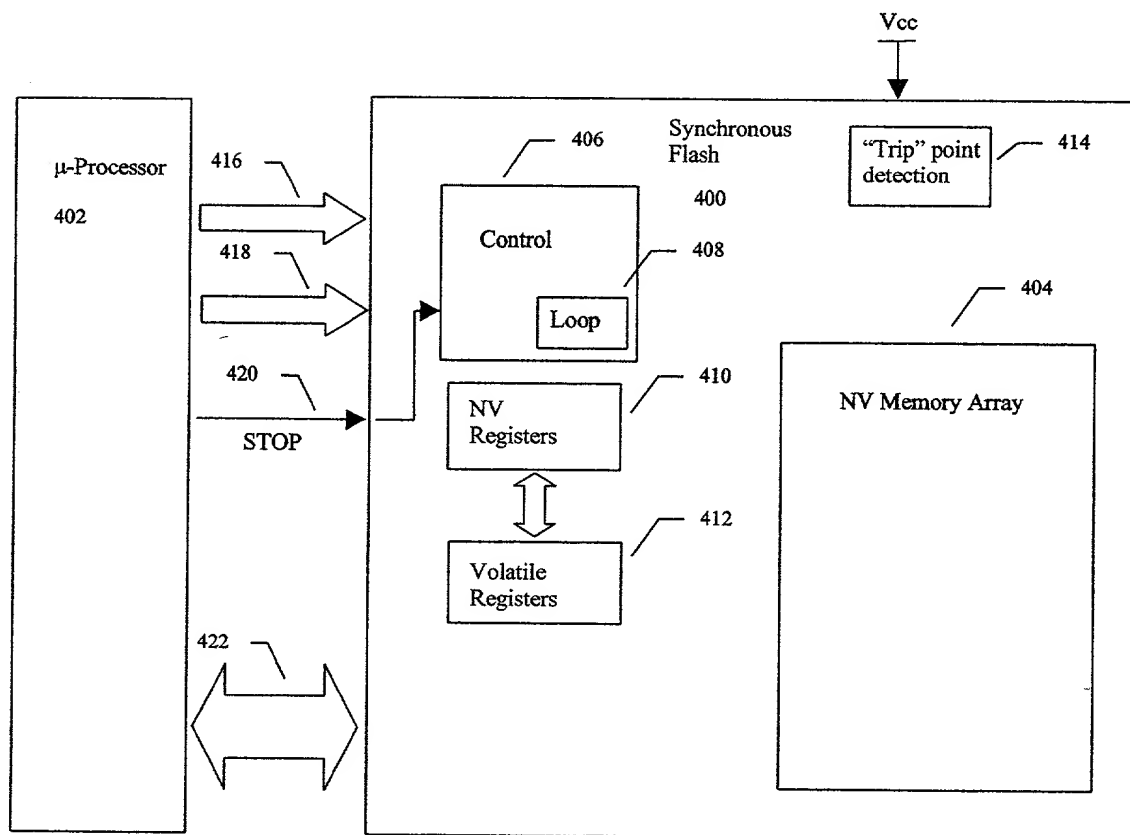 Vcc
μ-Processor
402
416
418
420
STOP
422
Synchronous
Flash
400
406
Control
408
Loop
410
NV
Registers
412
Volatile
Registers
"Trip" point
detection
414
404
NV Memory Array